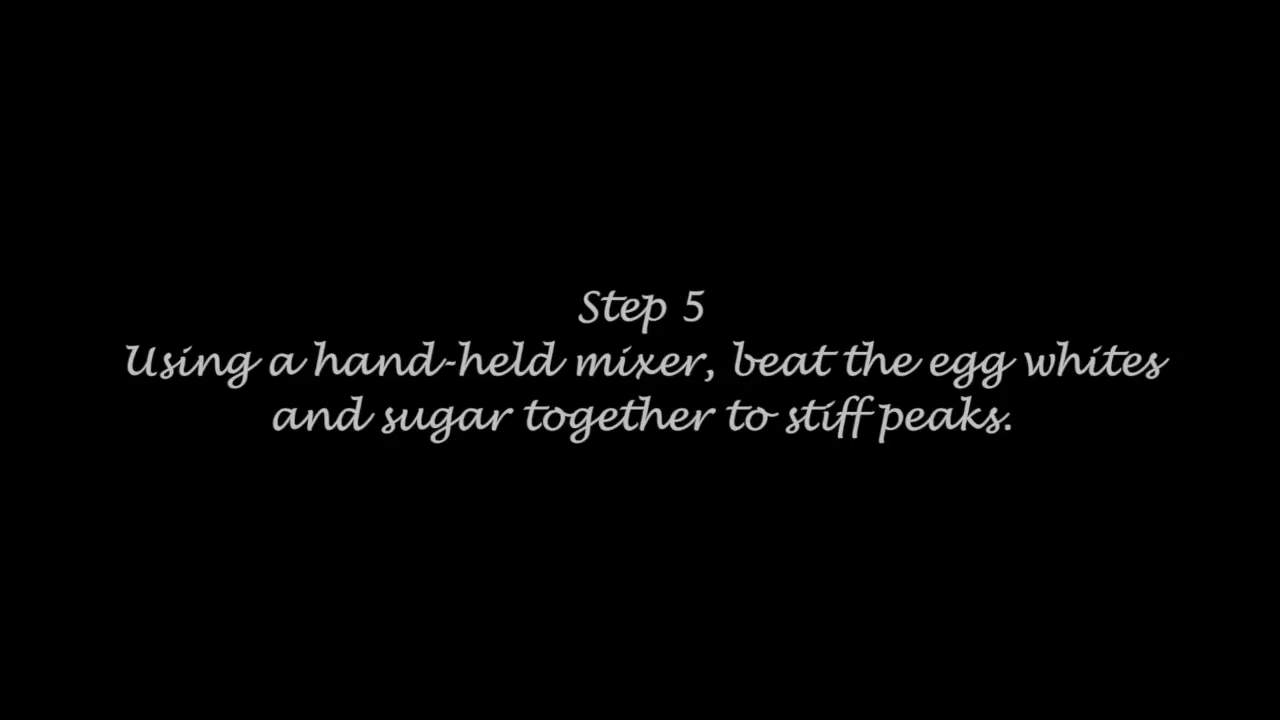 Step 5
Using a hand-held mixer, beat the egg whites
and sugar together to stiff peaks.